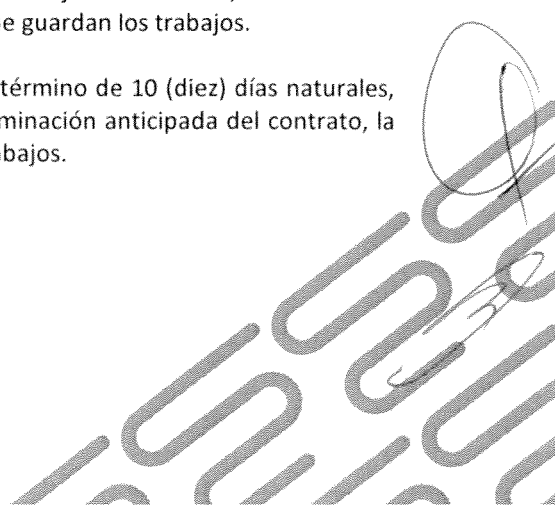 e guardan los trabajos.
término de 10 (diez) días naturales,
minación anticipada del contrato, la
bajos.